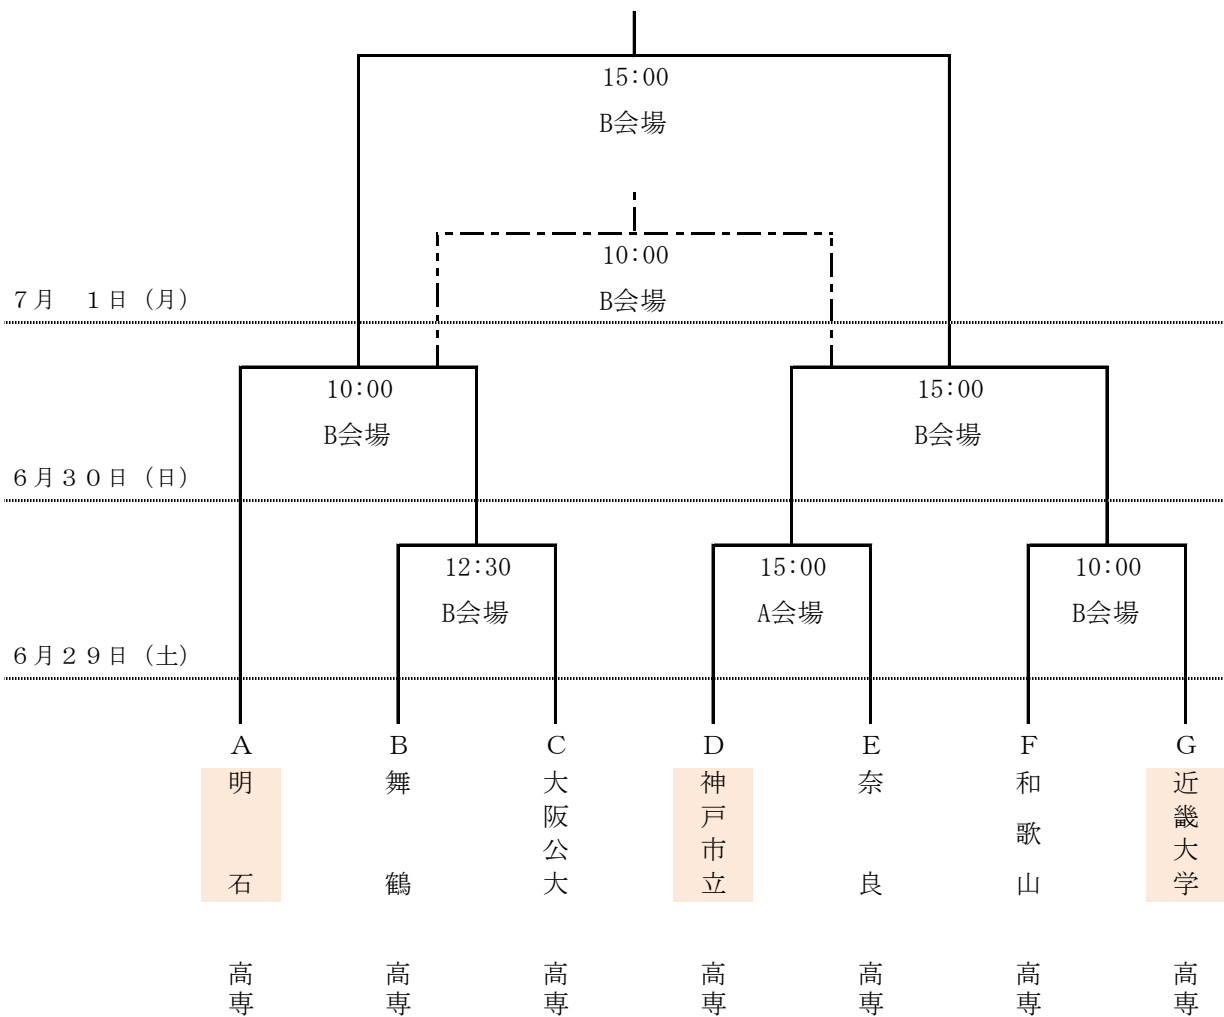 15:00
B会場
10:00
B会場
７月　１日（月）
10:00
B会場
15:00
B会場
６月３０日（日）
12:30
B会場
15:00
A会場
10:00
B会場
６月２９日（土）
A
B
C
D
E
F
G
明石高専
舞鶴高専
大阪公大高専
神戸市立高専
奈良高専
和歌山高専
近畿大学高専